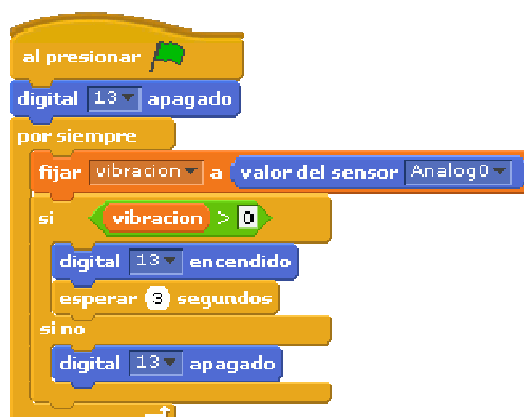 al presionar
digital 13 apagado
por siempre
fijar vibracion a valor del sensor Analog0
si vibracion > 0
digital 13 encendido
esperar 3 segundos
si no
digital 13 apagado